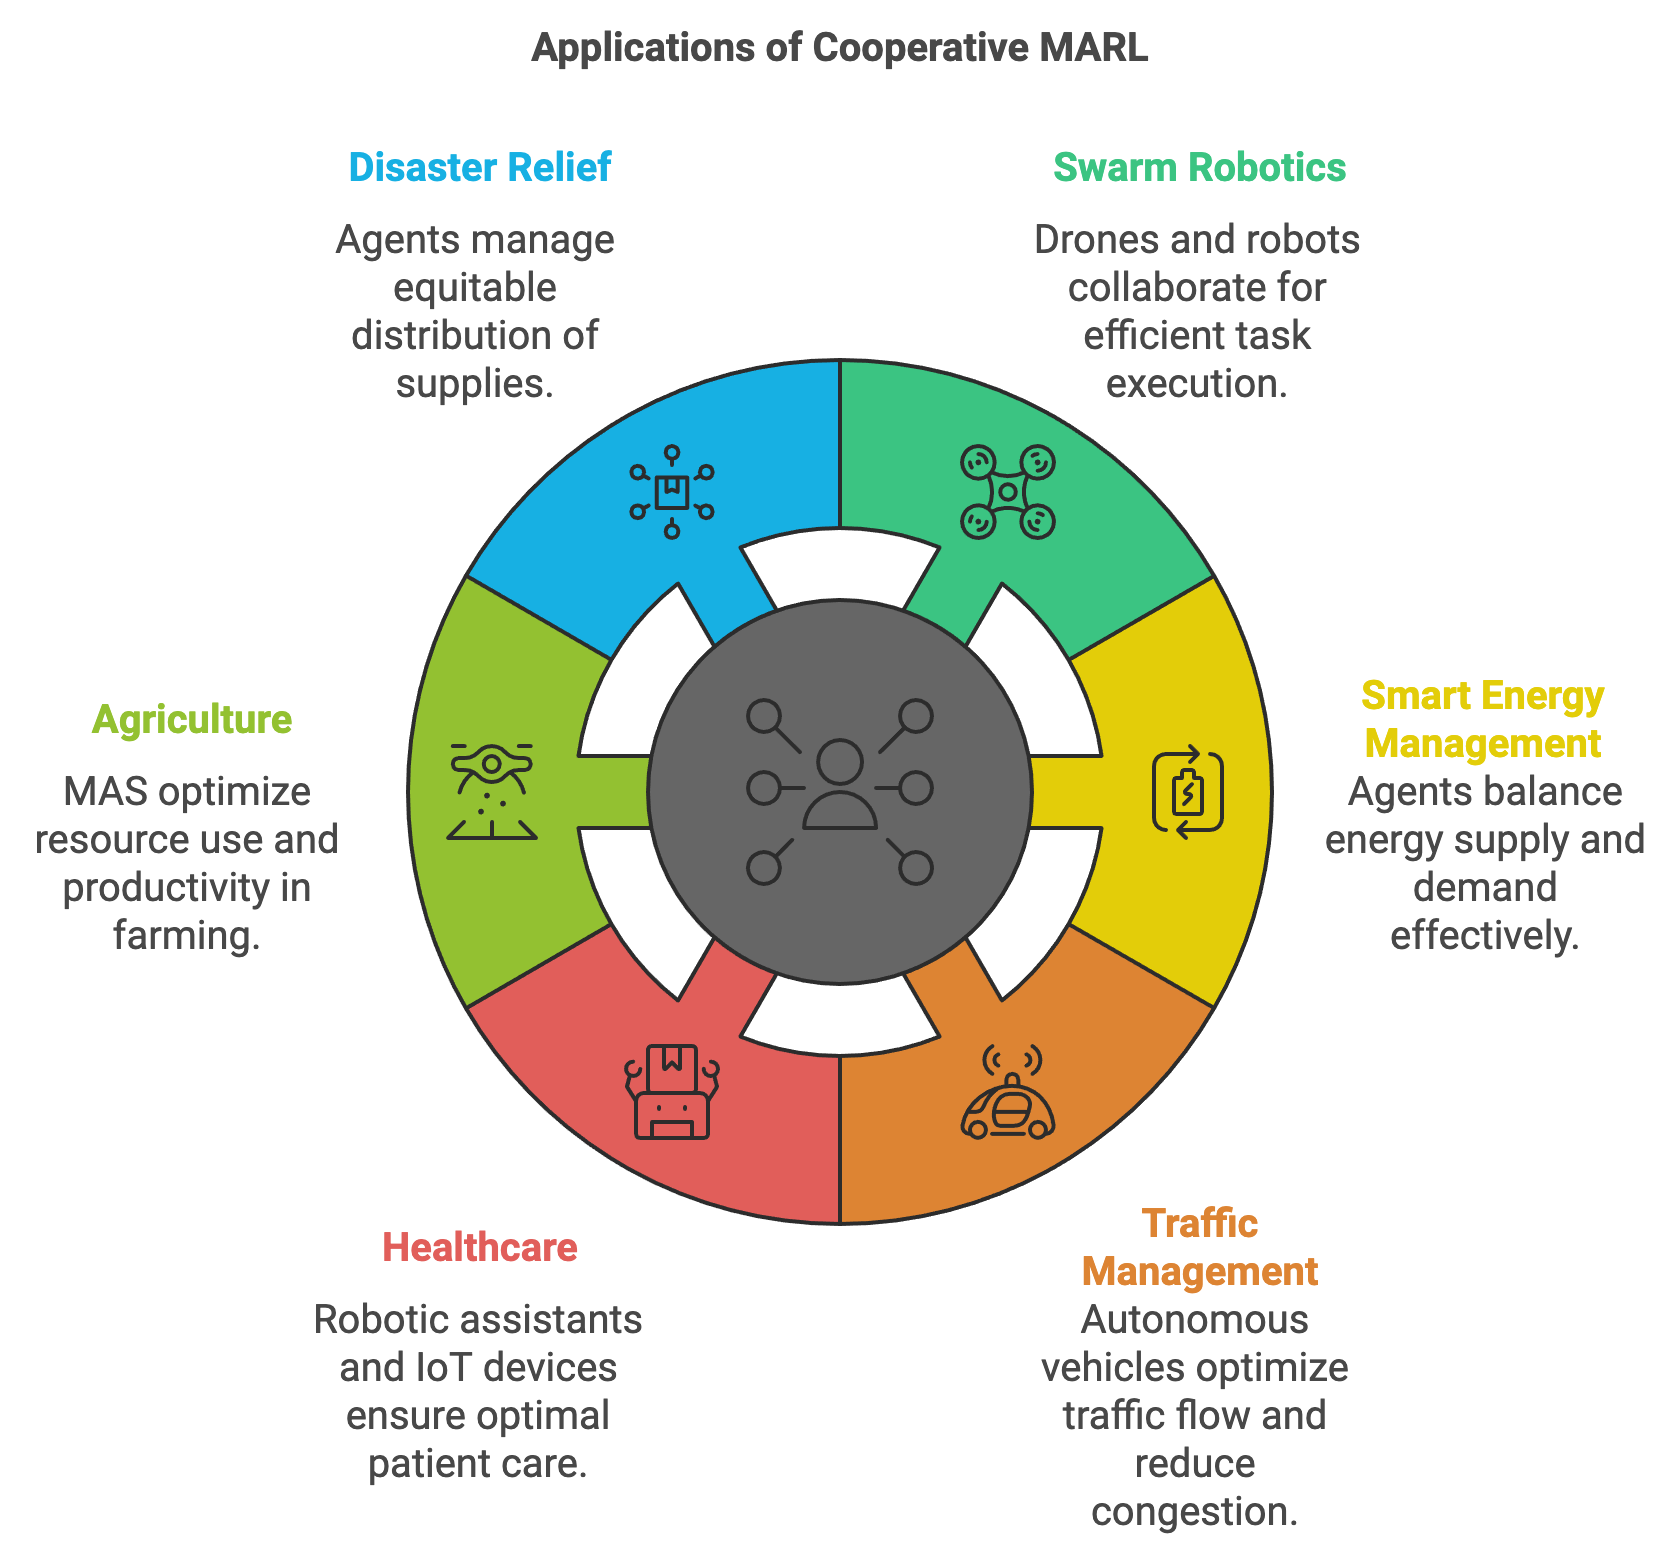 Applications of Cooperative MARL
Disaster Relief
Agents manage
equitable
distribution of
supplies.
Swarm Robotics
Drones and robots
collaborate for
efficient task
execution.
Agriculture
MAS optimize
resource use and
productivity in
farming.
Smart Energy
Management
Agents balance
energy supply and
demand
effectively.
Healthcare
Robotic assistants
and IoT devices
ensure optimal
patient care.
Traffic
Management
Autonomous
vehicles optimize
traffic flow and
reduce
congestion.